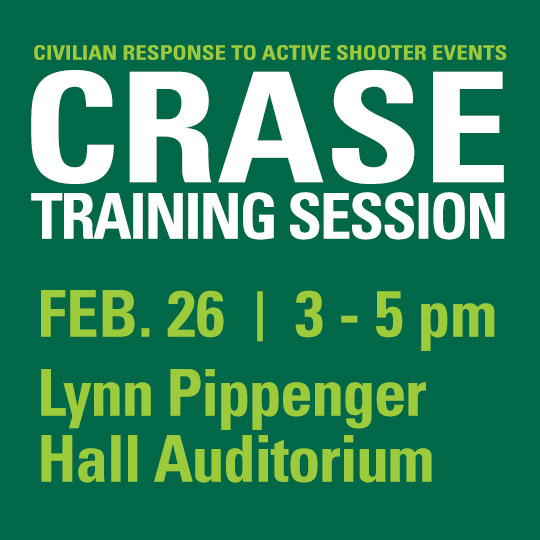 CIVILIAN RESPONSE TO ACTIVE SHOOTER EVENTS
CRASE
TRAINING SESSION
FEB. 26 | 3 - 5 pm
Lynn Pippenger
Hall Auditorium